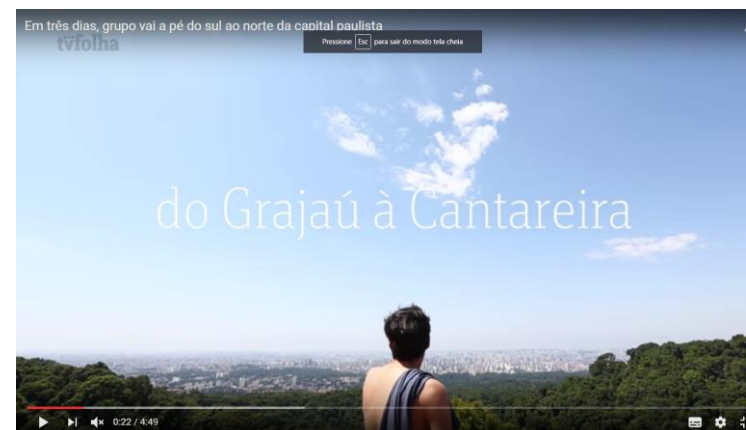 Em três dias, grupo vai a pé do sul ao norte da capital paulista
tvfolha
Pressione Esc para sair do modo tela cheia
do Grajaú à Cantareira
0:22 / 4:49